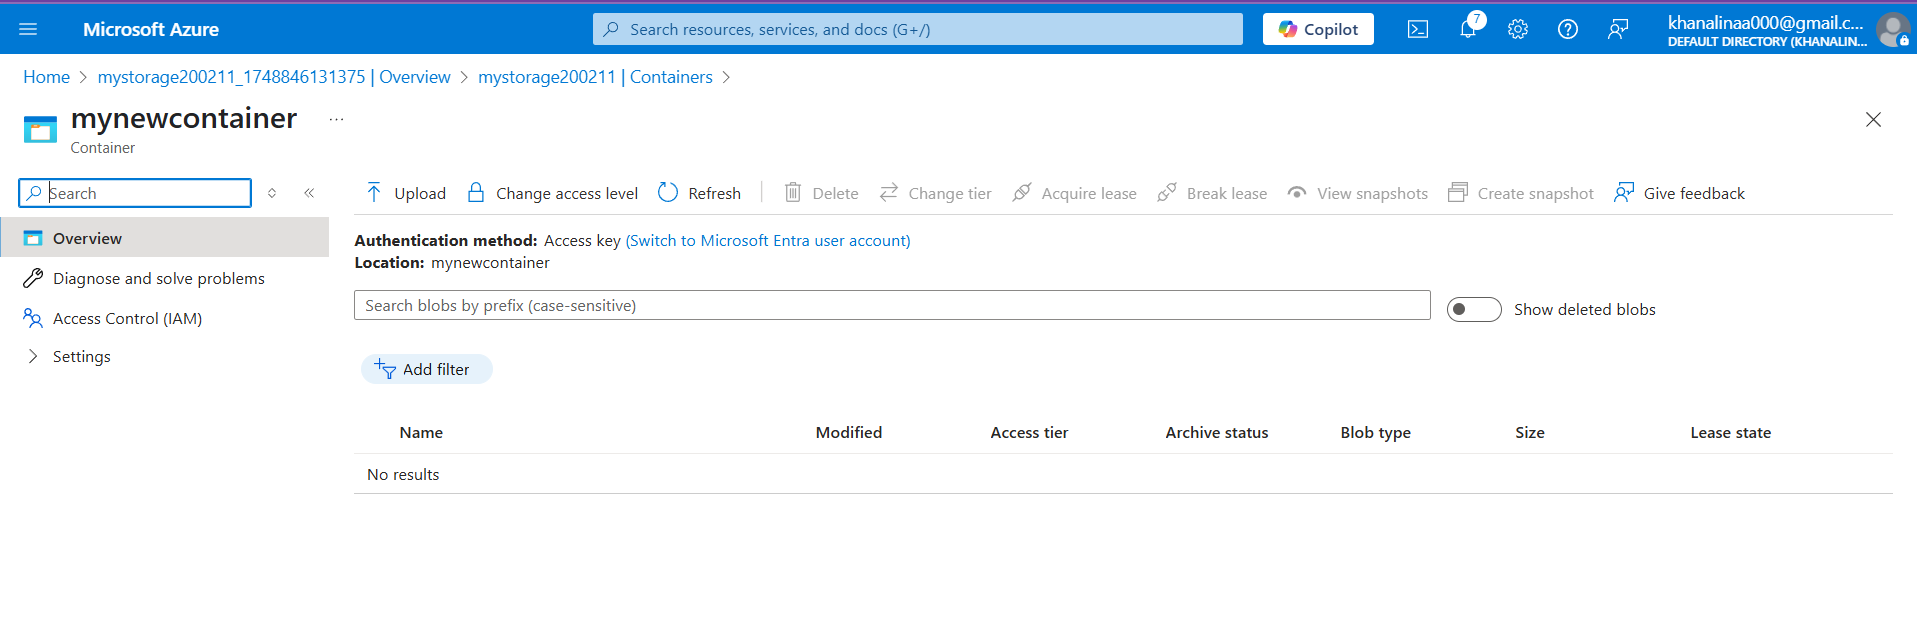 Microsoft Azure
Search resources, services, and docs (G+/)
Copilot
7
khanalinaa000@gmail.c...
DEFAULT DIRECTORY (KHANALIN...
Home > mystorage200211_1748846131375 | Overview > mystorage200211 | Containers >
mynewcontainer ...
Container
Search
Upload Change access level Refresh Delete Change tier Acquire lease Break lease View snapshots Create snapshot Give feedback
Overview
Diagnose and solve problems
Access Control (IAM)
Settings
Authentication method: Access key (Switch to Microsoft Entra user account)
Location: mynewcontainer
Search blobs by prefix (case-sensitive)
Show deleted blobs
Add filter
Name Modified Access tier Archive status Blob type Size Lease state
No results